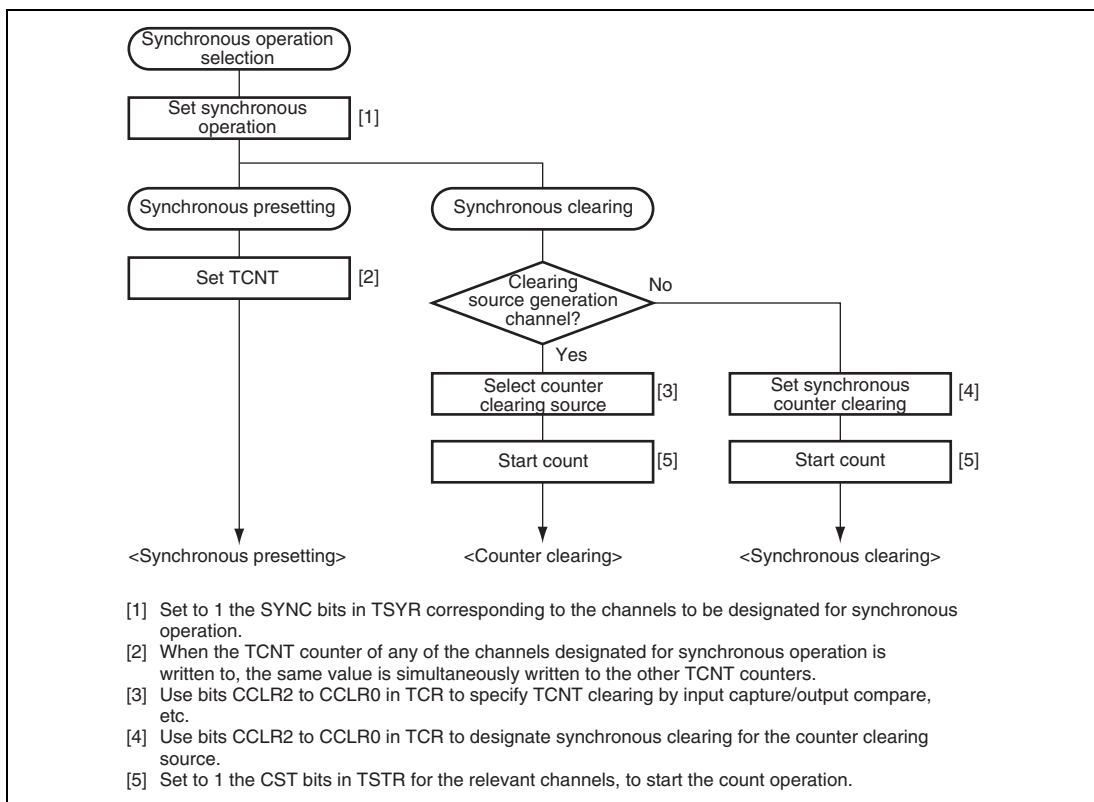 Synchronous operation
selection
Set synchronous
operation
[1]
Synchronous presetting
Synchronous clearing
Set TCNT
[2]
Clearing
source generation
channel?
No
Yes
Select counter
clearing source
[3]
Set synchronous
counter clearing
[4]
Start count
[5]
Start count
[5]
<Synchronous presetting>
<Counter clearing>
<Synchronous clearing>
[1] Set to 1 the SYNC bits in TSYR corresponding to the channels to be designated for synchronous
operation.
[2] When the TCNT counter of any of the channels designated for synchronous operation is
written to, the same value is simultaneously written to the other TCNT counters.
[3] Use bits CCLR2 to CCLR0 in TCR to specify TCNT clearing by input capture/output compare,
etc.
[4] Use bits CCLR2 to CCLR0 in TCR to designate synchronous clearing for the counter clearing
source.
[5] Set to 1 the CST bits in TSTR for the relevant channels, to start the count operation.